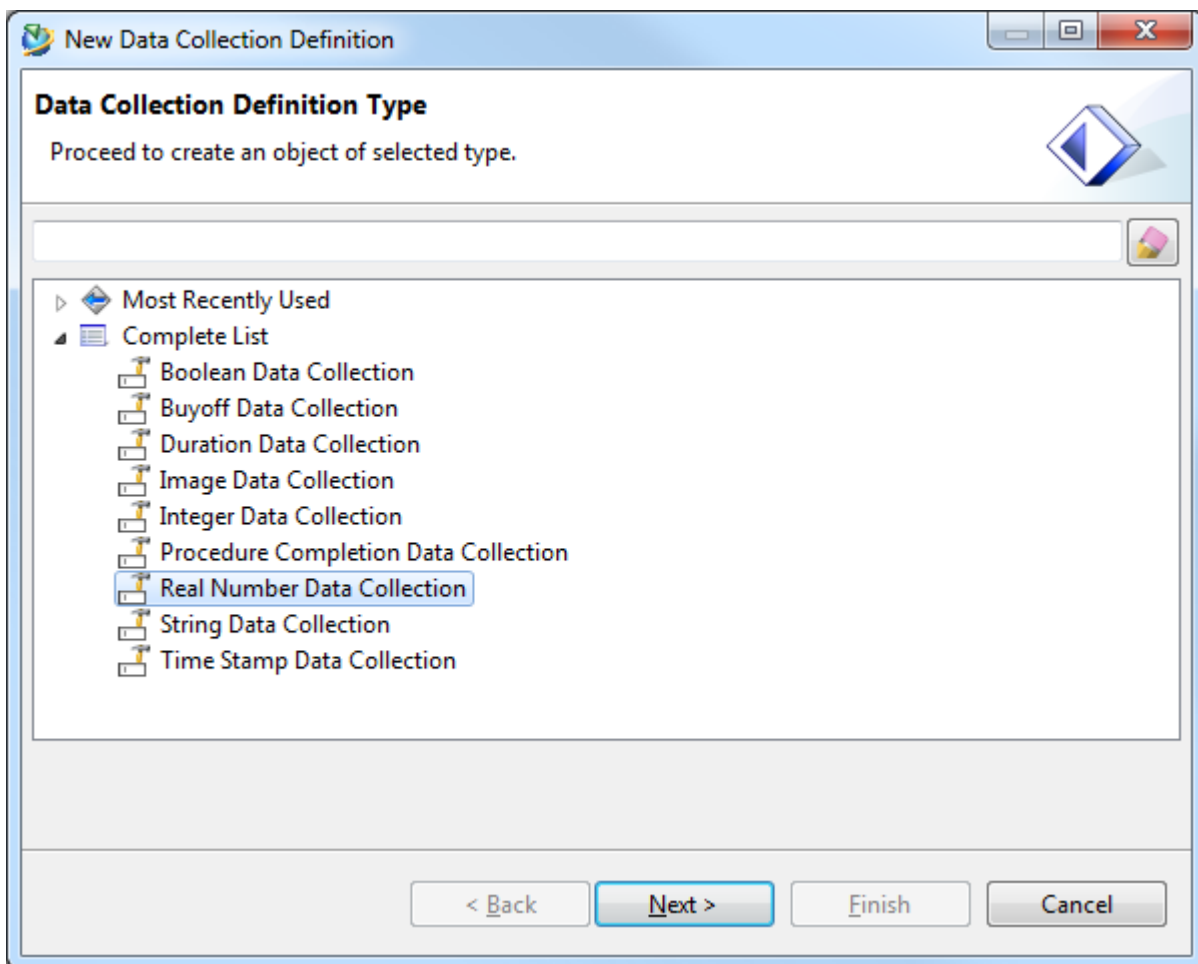 New Data Collection Definition
Data Collection Definition Type
Proceed to create an object of selected type.
Most Recently Used
Complete List
Boolean Data Collection
Buyoff Data Collection
Duration Data Collection
Image Data Collection
Integer Data Collection
Procedure Completion Data Collection
Real Number Data Collection
String Data Collection
Time Stamp Data Collection
< Back Next > Finish Cancel